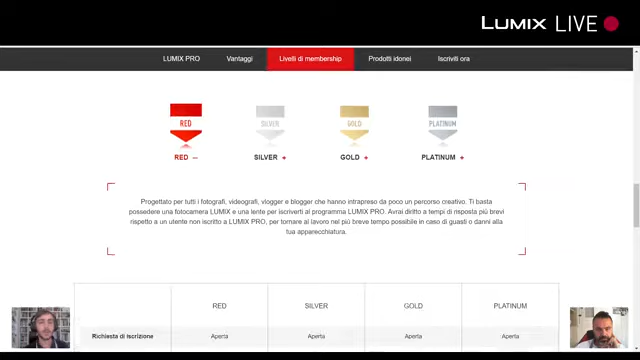 LUMIX LIVE
LUMIX PRO Vantaggi Livelli di membership Prodotti idonei Iscriviti ora
RED SILVER GOLD PLATINUM
RED – SILVER + GOLD + PLATINUM +
Progettato per tutti i fotografi, videografi, vlogger e blogger che hanno intrapreso da poco un percorso creativo. Ti basta
possedere una fotocamera LUMIX e una lente per iscriverti al programma LUMIX PRO. Avrai diritto a tempi di risposta più brevi
rispetto a un utente non iscritto a LUMIX PRO, per tornare al lavoro nel più breve tempo possibile in caso di guasti o danni alla
tua apparecchiatura.
RED SILVER GOLD PLATINUM
Richiesta di iscrizione Aperta Aperta Aperta Aperta